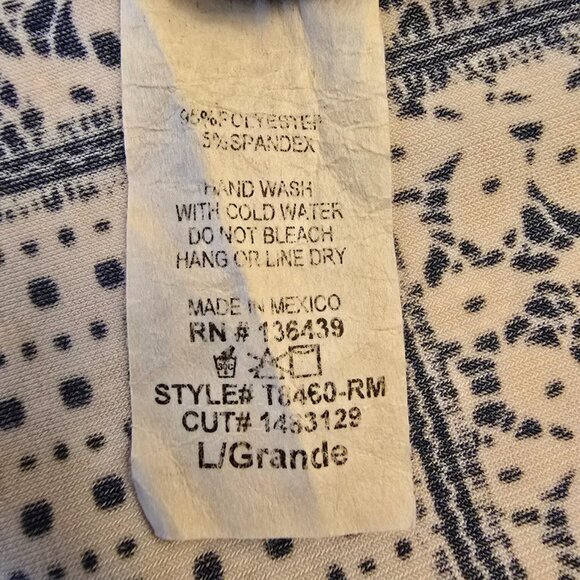 95% POLYESTER
5% SPANDEX
HAND WASH
WITH COLD WATER
DO NOT BLEACH
HANG OR LINE DRY
MADE IN MEXICO
RN # 136439
STYLE# T8460-RM
CUT# 1483129
L/Grande